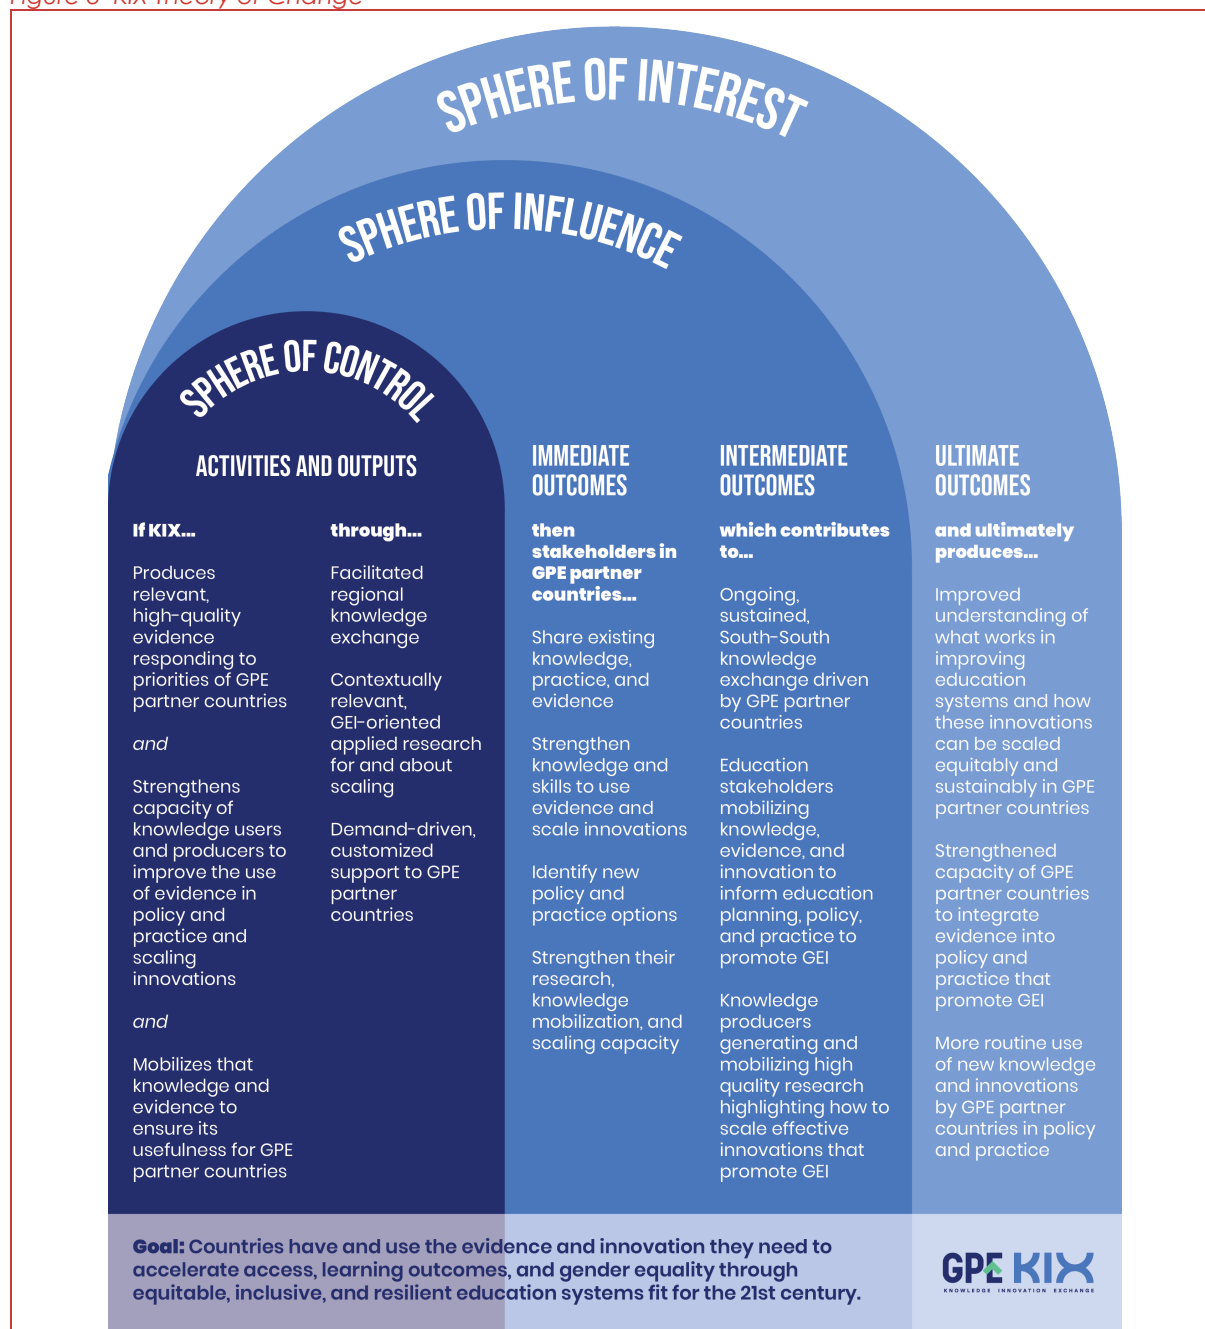 Figure 3 KIX Theory of Change
SPHERE OF INTEREST
SPHERE OF INFLUENCE
SPHERE OF CONTROL
ACTIVITIES AND OUTPUTS
If KIX...
Produces
relevant,
high-quality
evidence
responding to
priorities of GPE
partner countries
and
Strengthens
capacity of
knowledge users
and producers to
improve the use
of evidence in
policy and
practice and
scaling
innovations
and
Mobilizes that
knowledge and
evidence to
ensure its
usefulness for GPE
partner countries
through...
Facilitated
regional
knowledge
exchange
Contextually
relevant,
GEI-oriented
applied research
for and about
scaling
Demand-driven,
customized
support to GPE
partner
countries
IMMEDIATE
OUTCOMES
then
stakeholders in
GPE partner
countries...
Share existing
knowledge,
practice, and
evidence
Strengthen
knowledge and
skills to use
evidence and
scale innovations
Identify new
policy and
practice options
Strengthen their
research,
knowledge
mobilization, and
scaling capacity
INTERMEDIATE
OUTCOMES
which contributes
to...
Ongoing,
sustained,
South-South
knowledge
exchange driven
by GPE partner
countries
Education
stakeholders
mobilizing
knowledge,
evidence, and
innovation to
inform education
planning, policy,
and practice to
promote GEI
Knowledge
producers
generating and
mobilizing high
quality research
highlighting how to
scale effective
innovations that
promote GEI
ULTIMATE
OUTCOMES
and ultimately
produces...
Improved
understanding of
what works in
improving
education
systems and how
these innovations
can be scaled
equitably and
sustainably in GPE
partner countries
Strengthened
capacity of GPE
partner countries
to integrate
evidence into
policy and
practice that
promote GEI
More routine use
of new knowledge
and innovations
by GPE partner
countries in policy
and practice
Goal: Countries have and use the evidence and innovation they need to
accelerate access, learning outcomes, and gender equality through
equitable, inclusive, and resilient education systems fit for the 21st century.
GPE KIX
KNOWLEDGE INNOVATION EXCHANGE